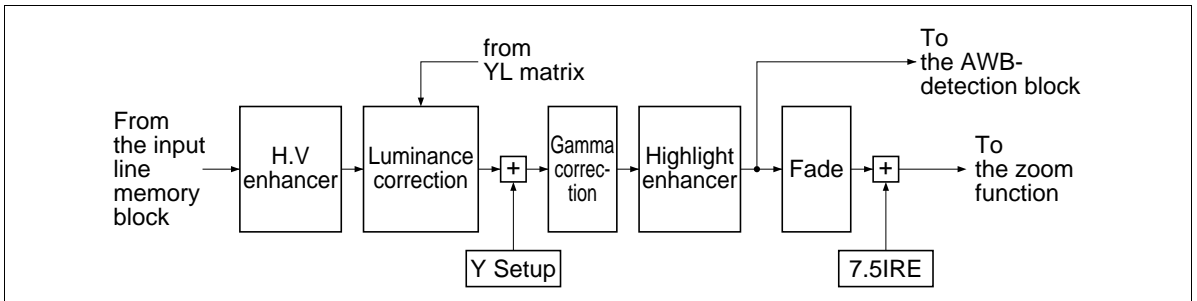 From
the input
line
memory
block
H.V
enhancer
from
YL matrix
Luminance
correction
+
Y Setup
Gamma
correc-
tion
Highlight
enhancer
To
the AWB-
detection block
Fade
+
7.5IRE
To
the zoom
function